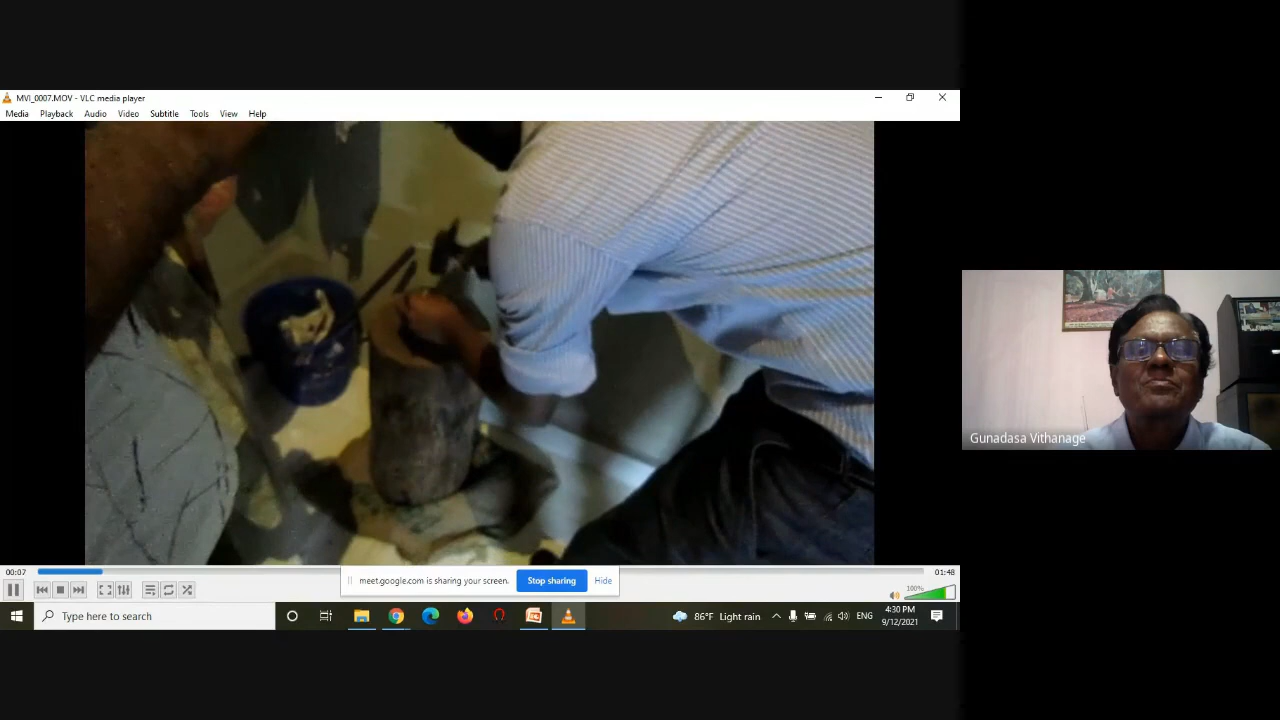 MVI_0007.MOV - VLC media player
Media Playback Audio Video Subtitle Tools View Help
Gunadasa Vithanage
00:07
01:48
meet.google.com is sharing your screen.
Stop sharing
Hide
100%
Type here to search
86°F Light rain
ENG
4:30 PM
9/12/2021